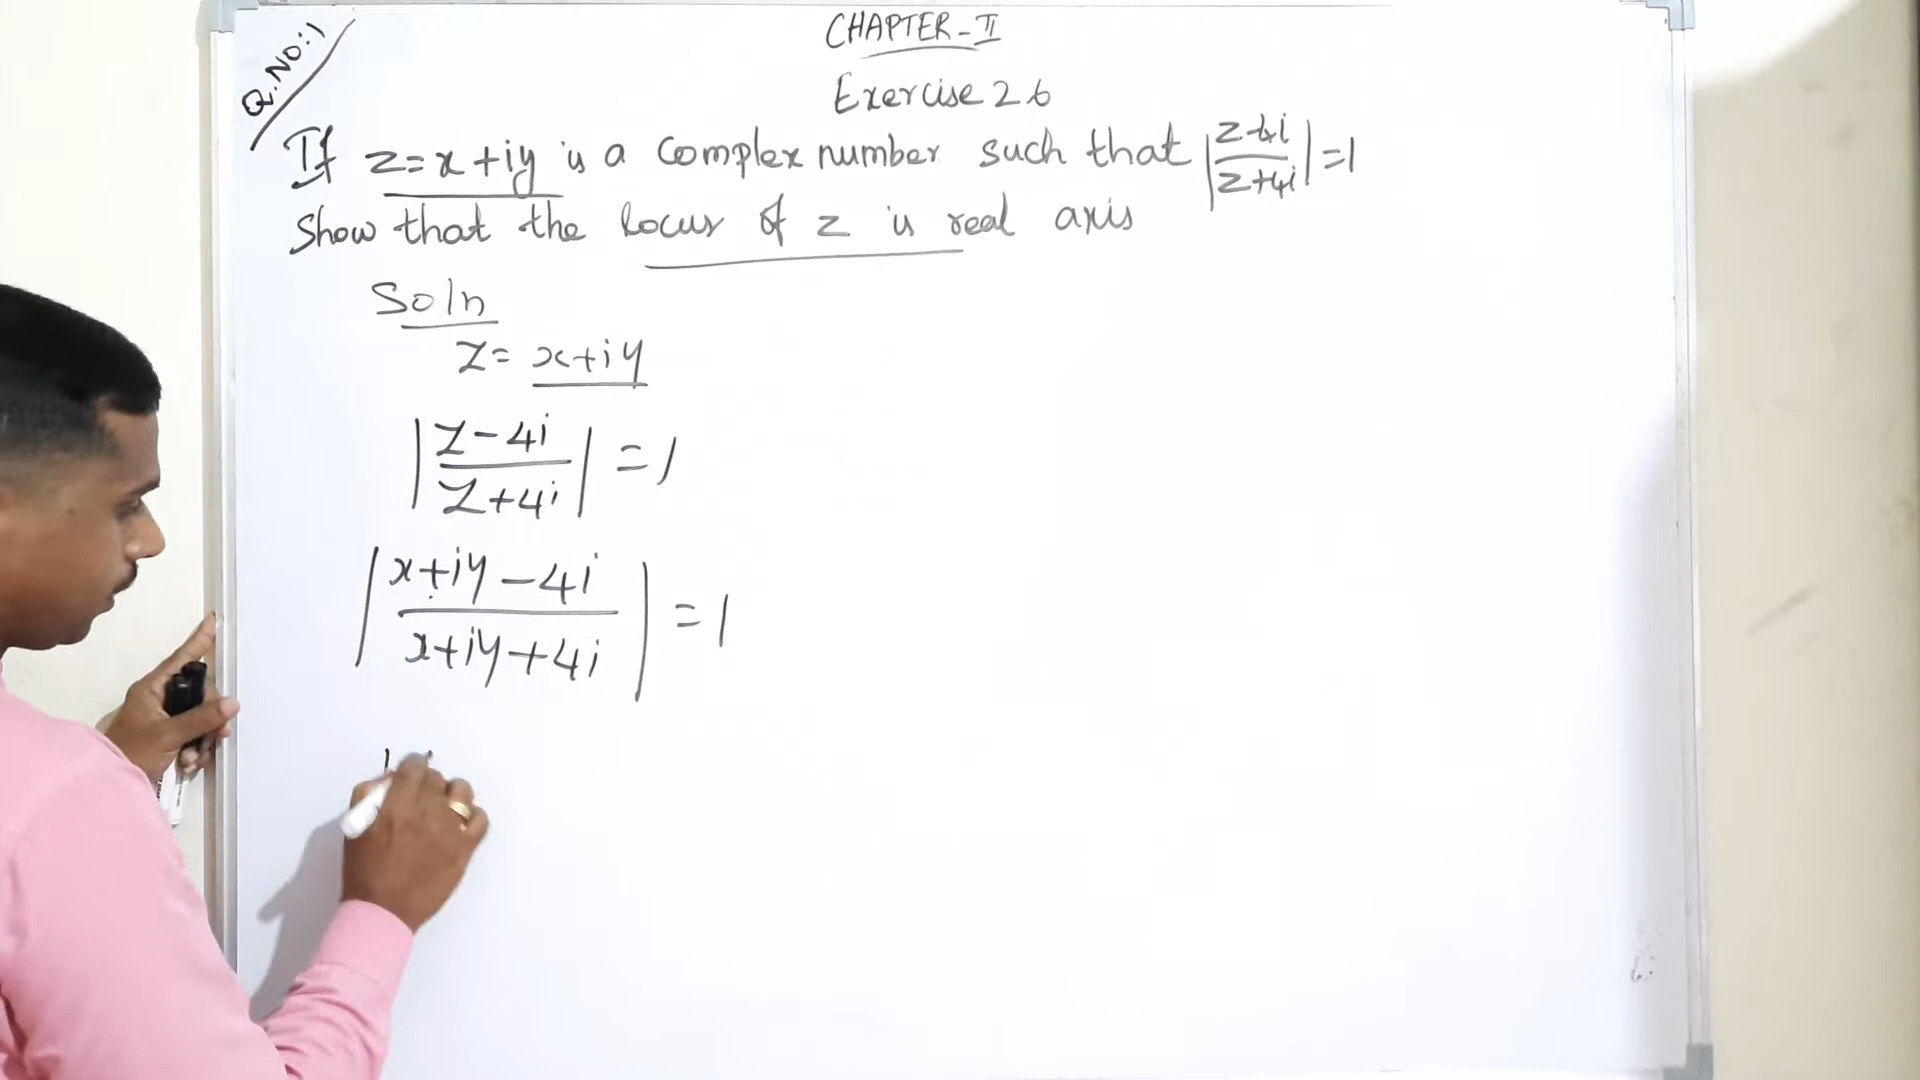 Q.NO:1
CHAPTER-II
Exercise 2.6
If z=x+iy is a complex number such that |z-4i/z+4i|=1
Show that the locus of z is real axis
Soln
z= x+iy
|z-4i/z+4i| =1
|x+iy-4i/x+iy+4i| =1